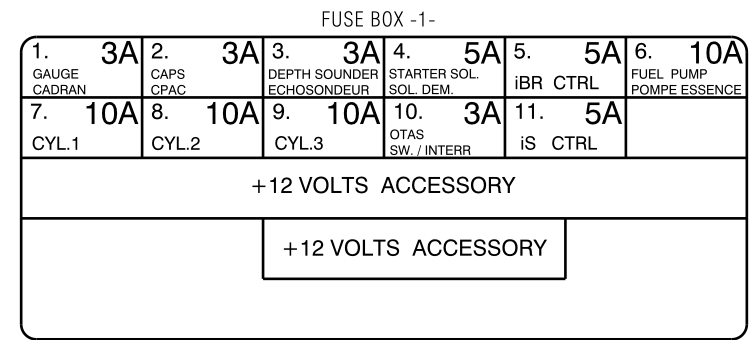 FUSE BOX -1-
1. 3A
GAUGE
CADRAN
2. 3A
CAPS
CPAC
3. 3A
DEPTH SOUNDER
ECHOSONDEUR
4. 5A
STARTER SOL.
SOL. DEM.
5. 5A
iBR CTRL
6. 10A
FUEL PUMP
POMPE ESSENCE
7. 10A
CYL.1
8. 10A
CYL.2
9. 10A
CYL.3
10. 3A
OTAS
SW. / INTERR
11. 5A
iS CTRL
+12 VOLTS ACCESSORY
+12 VOLTS ACCESSORY